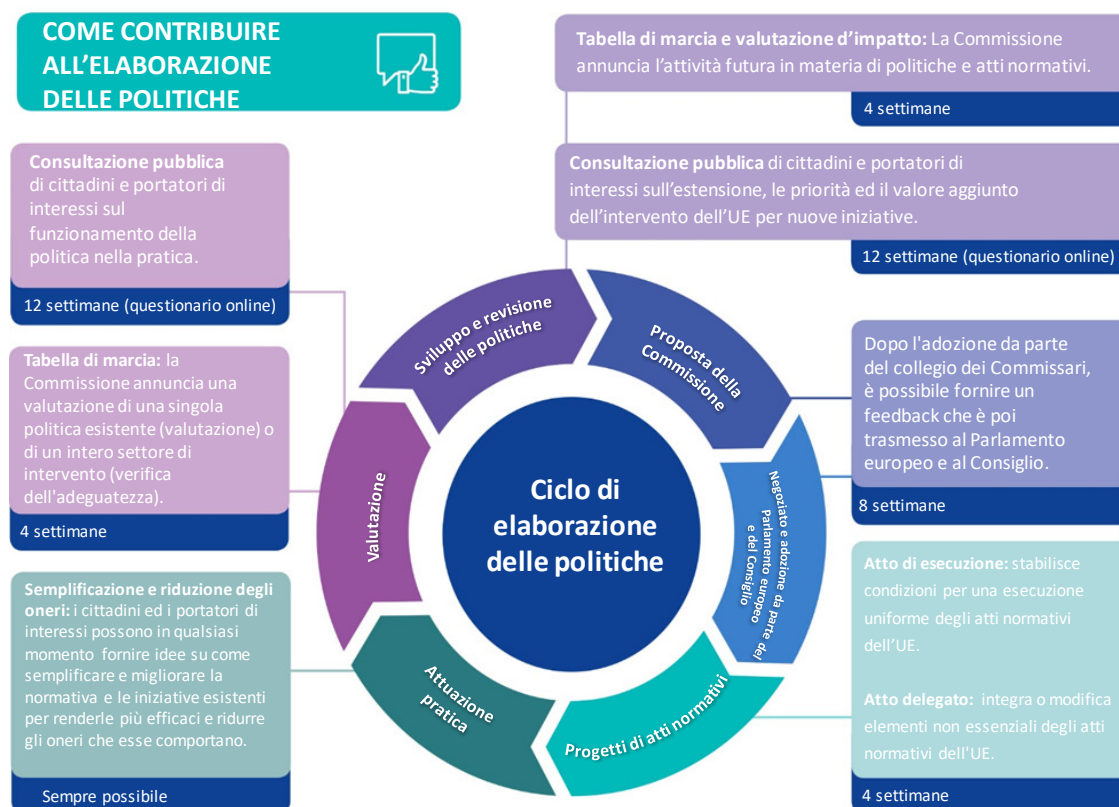 COME CONTRIBUIRE
ALL'ELABORAZIONE
DELLE POLITICHE
Tabella di marcia e valutazione d'impatto: La Commissione
annuncia l'attività futura in materia di politiche e atti normativi.
4 settimane
Consultazione pubblica di cittadini e portatori di
interessi sull'estensione, le priorità ed il valore aggiunto
dell'intervento dell'UE per nuove iniziative.
12 settimane (questionario online)
Consultazione pubblica
di cittadini e portatori di
interessi sul
funzionamento della
politica nella pratica.
12 settimane (questionario online)
Tabella di marcia: la
Commissione annuncia una
valutazione di una singola
politica esistente (valutazione) o
di un intero settore di
intervento (verifica
dell'adeguatezza).
4 settimane
Semplificazione e riduzione degli
oneri: i cittadini ed i portatori di
interessi possono in qualsiasi
momento fornire idee su come
semplificare e migliorare la
normativa e le iniziative esistenti
per renderle più efficaci e ridurre
gli oneri che esse comportano.
Sempre possibile
Sviluppo e revisione
delle politiche
Proposta della
Commissione
Negoziato e adozione da parte del
Parlamento europeo
e del Consiglio
Progetti di atti normativi
Attuazione
pratica
Valutazione
Ciclo di
elaborazione
delle politiche
Dopo l'adozione da parte
del collegio dei Commissari,
è possibile fornire un
feedback che è poi
trasmesso al Parlamento
europeo e al Consiglio.
8 settimane
Atto di esecuzione: stabilisce
condizioni per una esecuzione
uniforme degli atti normativi
dell'UE.
Atto delegato: integra o modifica
elementi non essenziali degli atti
normativi dell'UE.
4 settimane